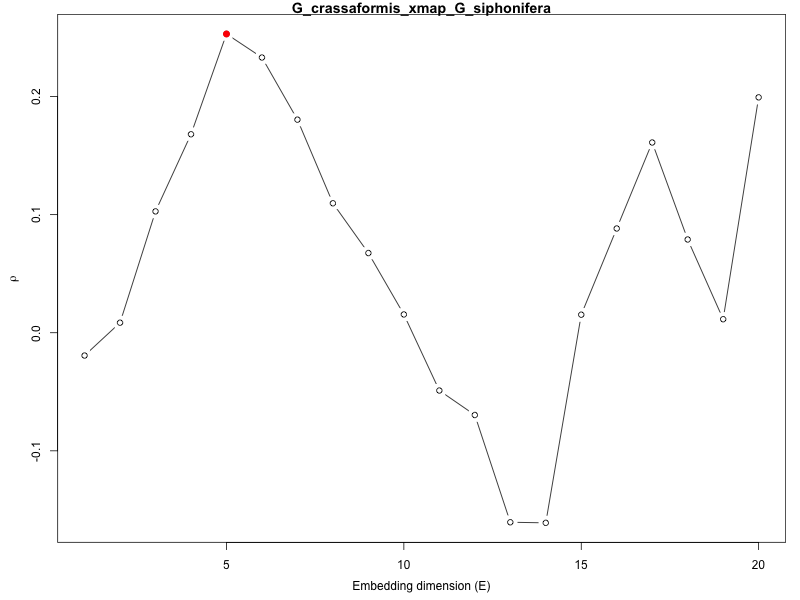 G_crassaformis_xmap_G_siphonifera
0.2
0.1
0.0
-0.1
ρ
5 10 15 20
Embedding dimension (E)